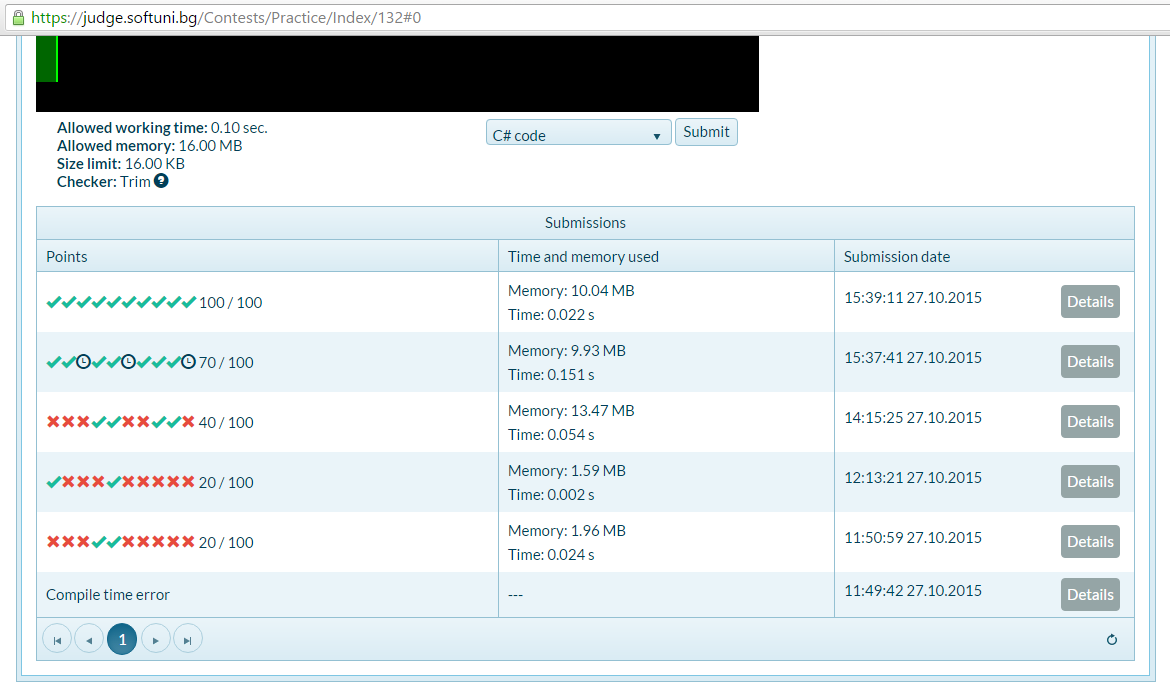 https://judge.softuni.bg/Contests/Practice/Index/132#0
Allowed working time: 0.10 sec.
Allowed memory: 16.00 MB
Size limit: 16.00 KB
Checker: Trim ?
C# code
Submit
Submissions
Points Time and memory used Submission date
100 / 100 Memory: 10.04 MB 15:39:11 27.10.2015 Details
Time: 0.022 s
70 / 100 Memory: 9.93 MB 15:37:41 27.10.2015 Details
Time: 0.151 s
40 / 100 Memory: 13.47 MB 14:15:25 27.10.2015 Details
Time: 0.054 s
20 / 100 Memory: 1.59 MB 12:13:21 27.10.2015 Details
Time: 0.002 s
20 / 100 Memory: 1.96 MB 11:50:59 27.10.2015 Details
Time: 0.024 s
Compile time error --- 11:49:42 27.10.2015 Details
1